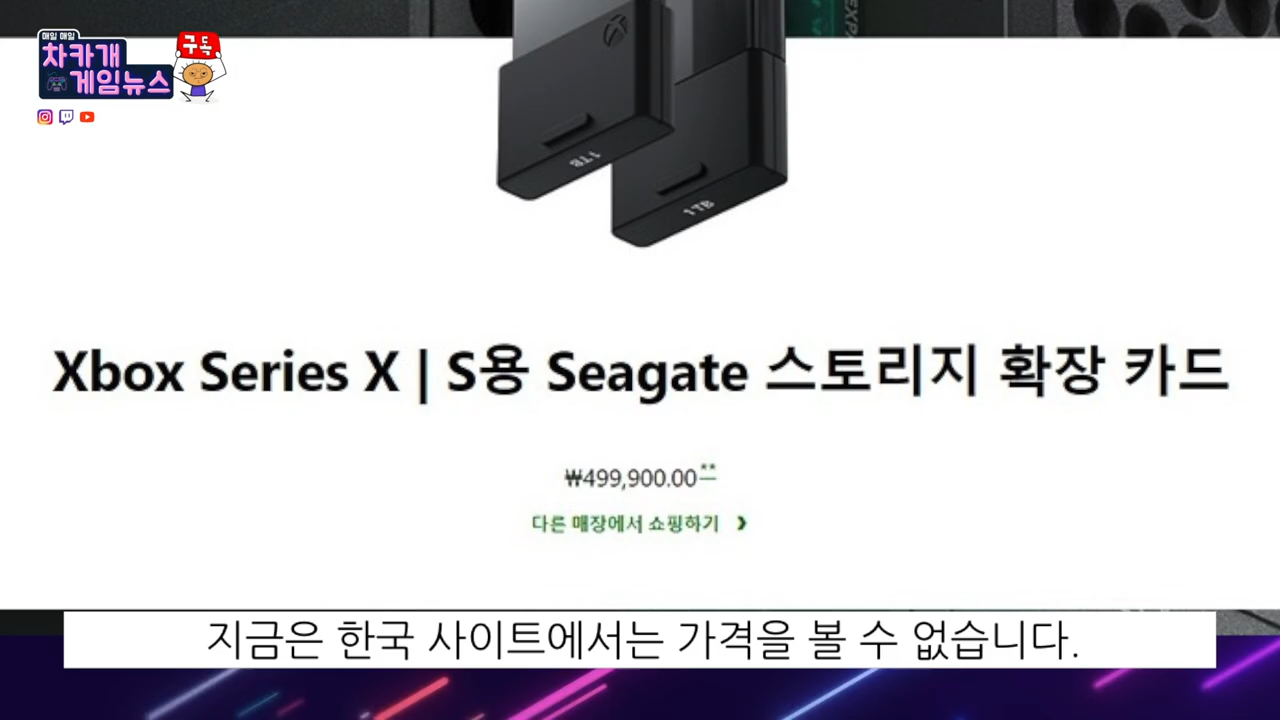 매일 매일
차카개
게임뉴스
구독
EXP
1TB
1TB
Xbox Series X | S용 Seagate 스토리지 확장 카드
₩499,900.00**
다른 매장에서 쇼핑하기 ❯
지금은 한국 사이트에서는 가격을 볼 수 없습니다.